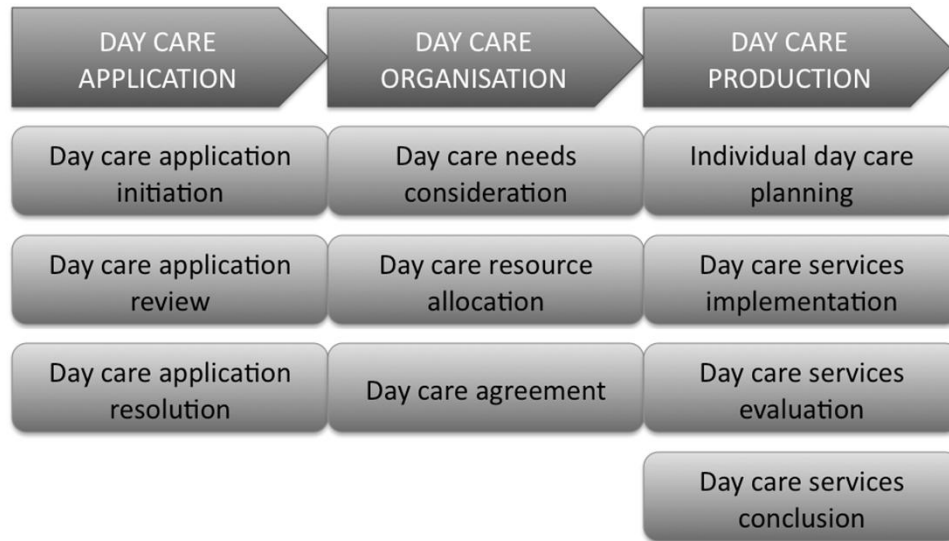 DAY CARE
APPLICATION
DAY CARE
ORGANISATION
DAY CARE
PRODUCTION
Day care application
initiation
Day care needs
consideration
Individual day care
planning
Day care application
review
Day care resource
allocation
Day care services
implementation
Day care application
resolution
Day care agreement
Day care services
evaluation
Day care services
conclusion